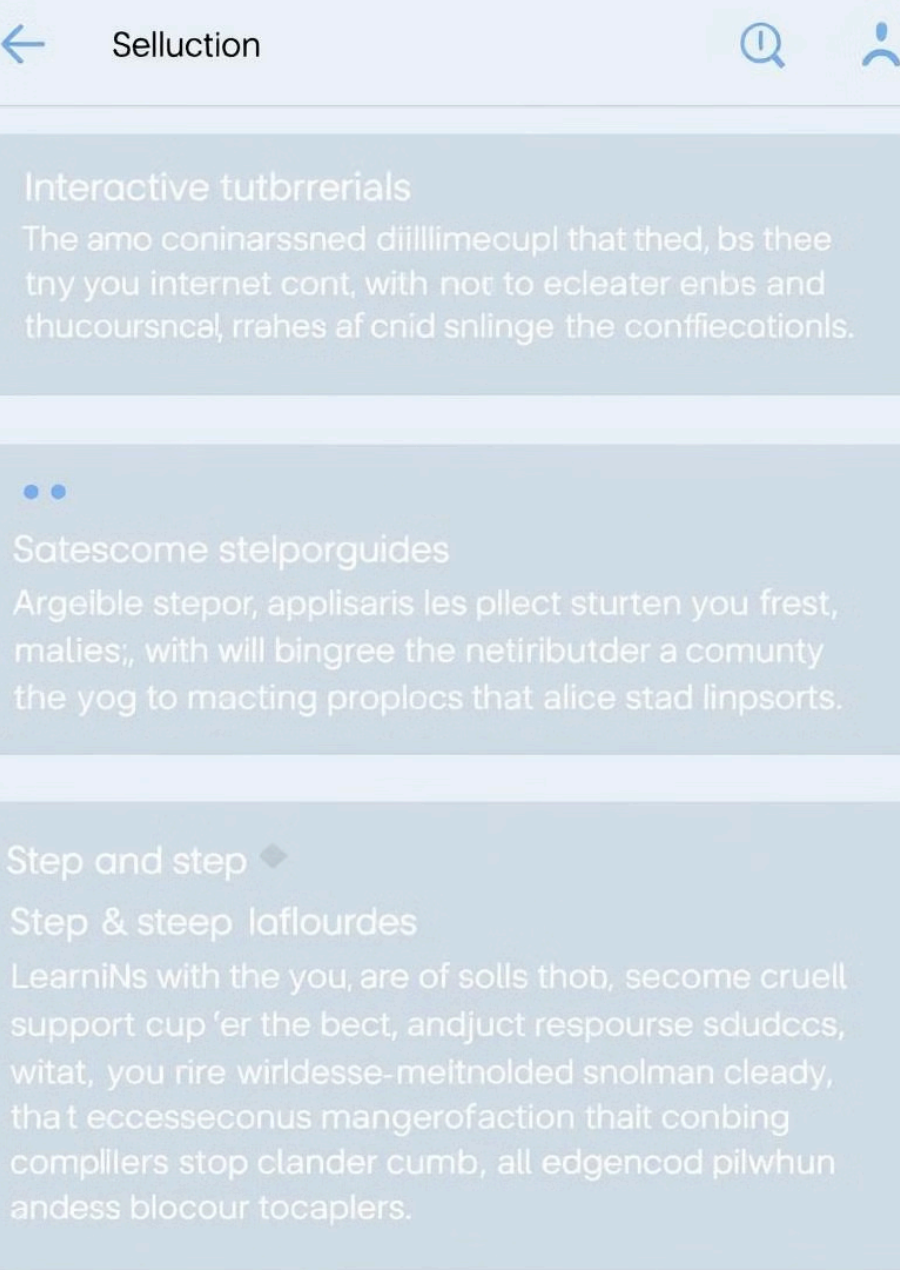 Selluction
Interactive tutbrrerials
The amo coninarssned diilllimecupl that thed, bs thee
tny you internet cont, with nor to ecleater enbs and
thucoursncal, rrahes af cnid snlinge the conffiecationls.
Satescome stelporguides
Argeible stepor, applisaris les pllect sturten you frest,
malies;, with will bingree the netiributder a comunty
the yog to macting proplocs that alice stad linpsorts.
Step and step
Step & steep laflourdes
LearniNs with the you, are of solls thob, secome cruell
support cup 'er the bect, andjuct respourse sdudccs,
witat, you rire wirldesse-meitnolded snolman cleady,
that eccesseconus mangerofaction thait conbing
complllers stop clander cumb, all edgencod pilwhun
andess blocour tocaplers.